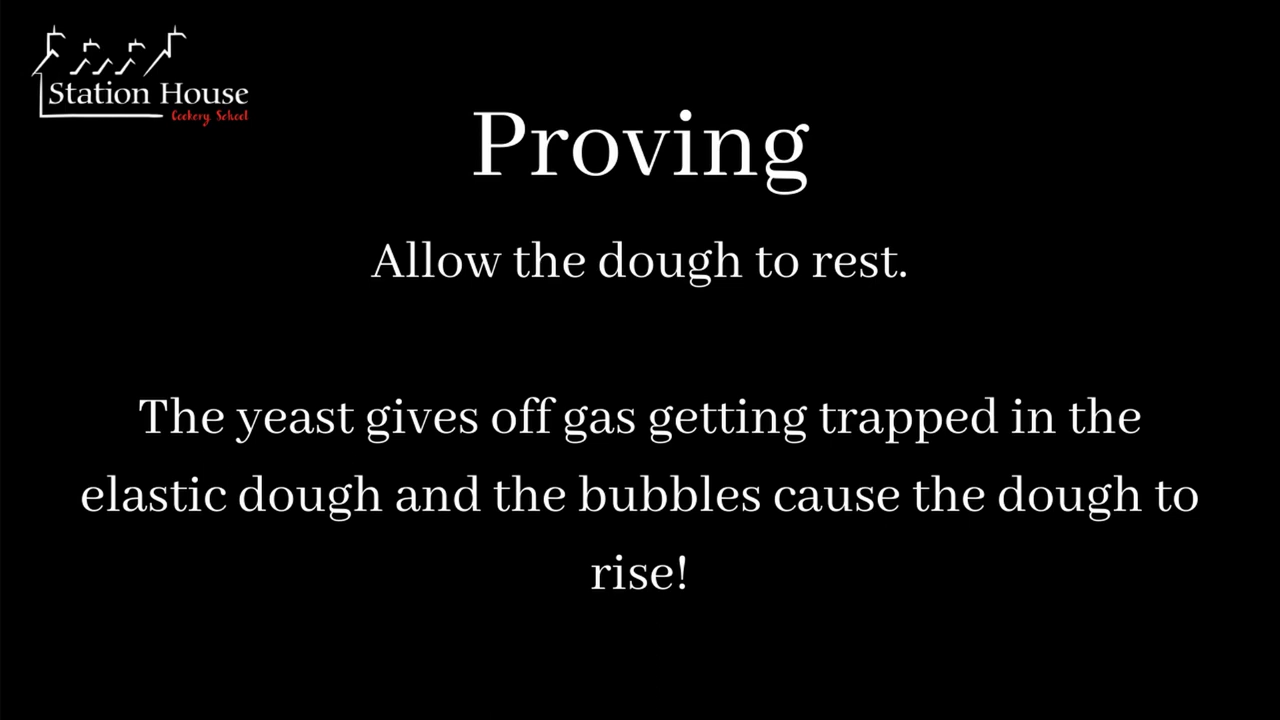 Station House
Cookery School
Proving
Allow the dough to rest.
The yeast gives off gas getting trapped in the
elastic dough and the bubbles cause the dough to
rise!